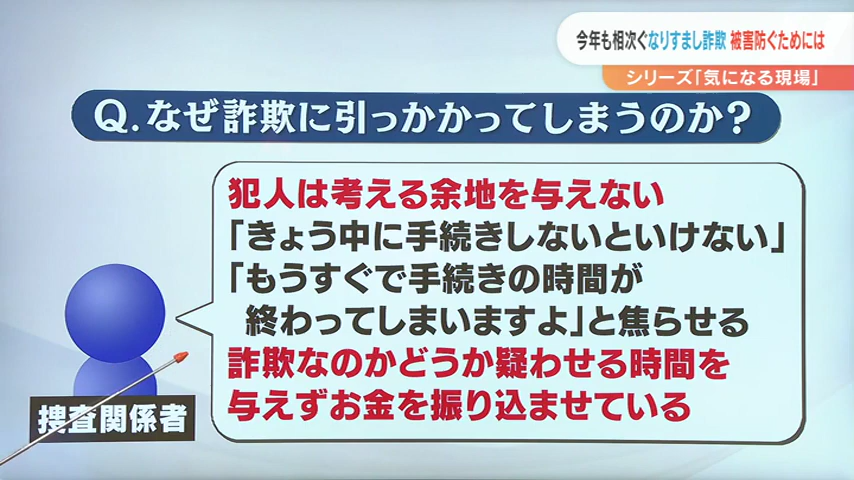 今年も相次ぐなりすまし詐欺 被害防ぐためには
シリーズ「気になる現場」
Q.なぜ詐欺に引っかかってしまうのか？
犯人は考える余地を与えない
「きょう中に手続きしないといけない」
「もうすぐで手続きの時間が
終わってしまいますよ」と焦らせる
詐欺なのかどうか疑わせる時間を
与えずお金を振り込ませている
捜査関係者